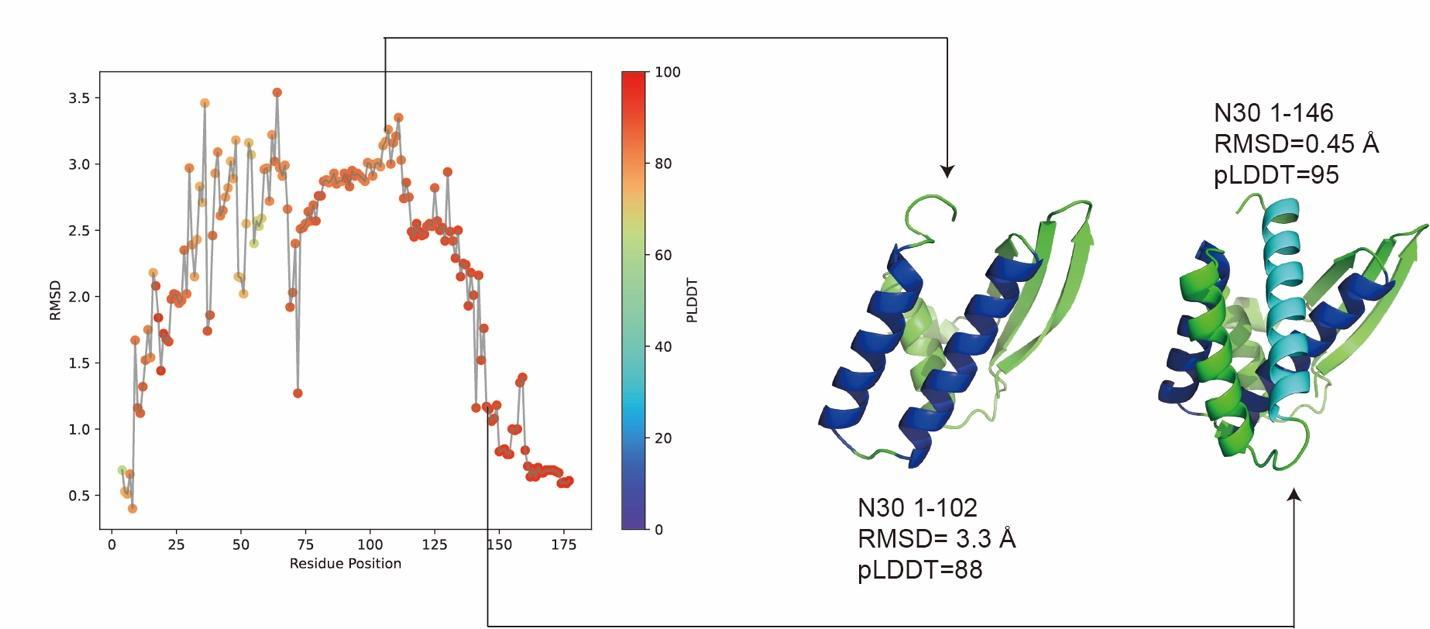 3.5
3.0
2.5
2.0
1.5
1.0
0.5
RMSD
0 25 50 75 100 125 150 175
Residue Position
100
80
60
40
20
0
PLDDT
N30 1-102
RMSD= 3.3 Å
pLDDT=88
N30 1-146
RMSD=0.45 Å
pLDDT=95